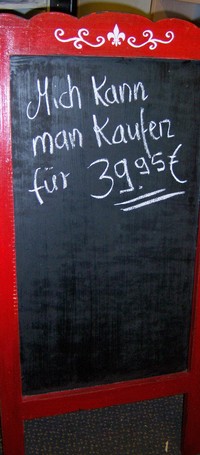 Mich Kann
man Kaufen
für 39.95€